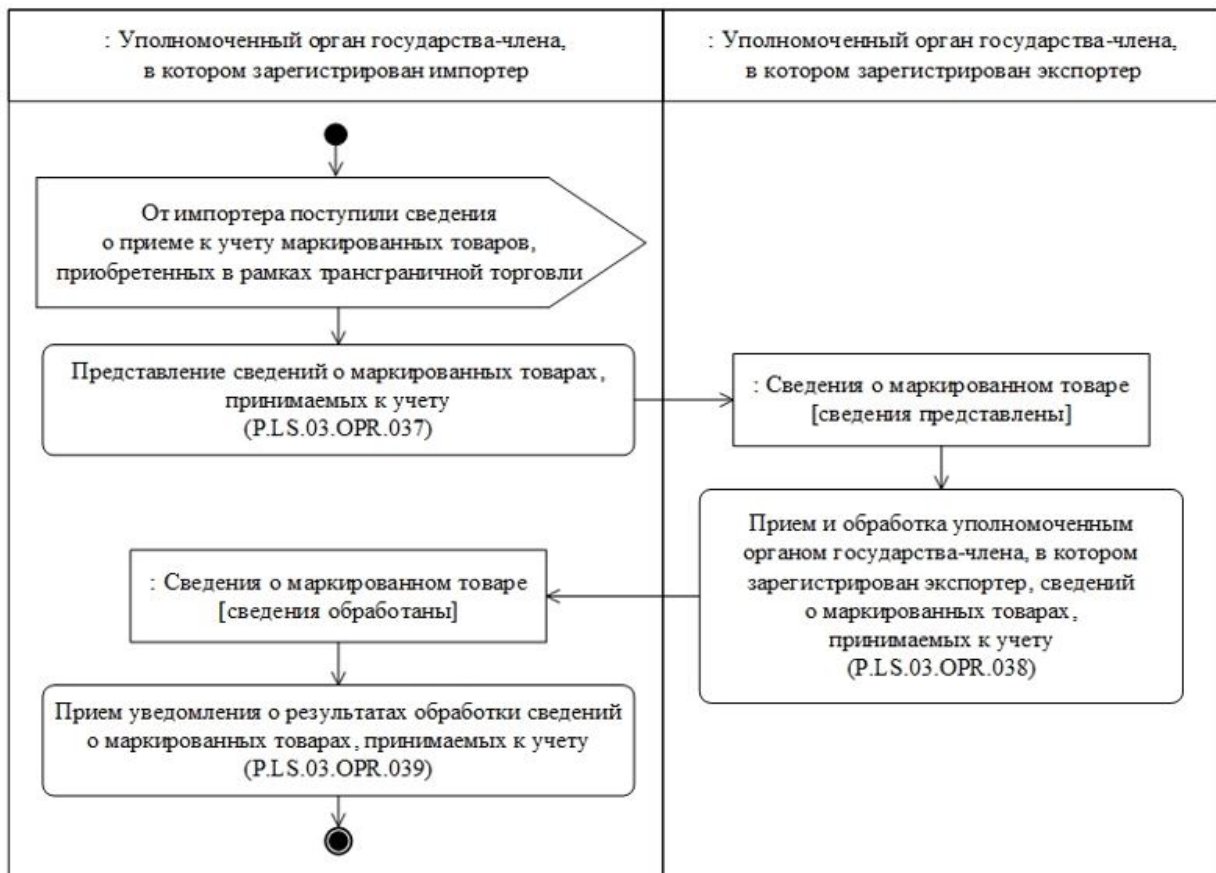 : Уполномоченный орган государства-члена,
в котором зарегистрирован импортер
: Уполномоченный орган государства-члена,
в котором зарегистрирован экспортер
От импортера поступили сведения
о приеме к учету маркированных товаров,
приобретенных в рамках трансграничной торговли
Представление сведений о маркированных товарах,
принимаемых к учету
(P.LS.03.OPR.037)
: Сведения о маркированном товаре
[сведения представлены]
Прием и обработка уполномоченным
органом государства-члена, в котором
зарегистрирован экспортер, сведений
о маркированных товарах,
принимаемых к учету
(P.LS.03.OPR.038)
: Сведения о маркированном товаре
[сведения обработаны]
Прием уведомления о результатах обработки сведений
о маркированных товарах, принимаемых к учету
(P.LS.03.OPR.039)